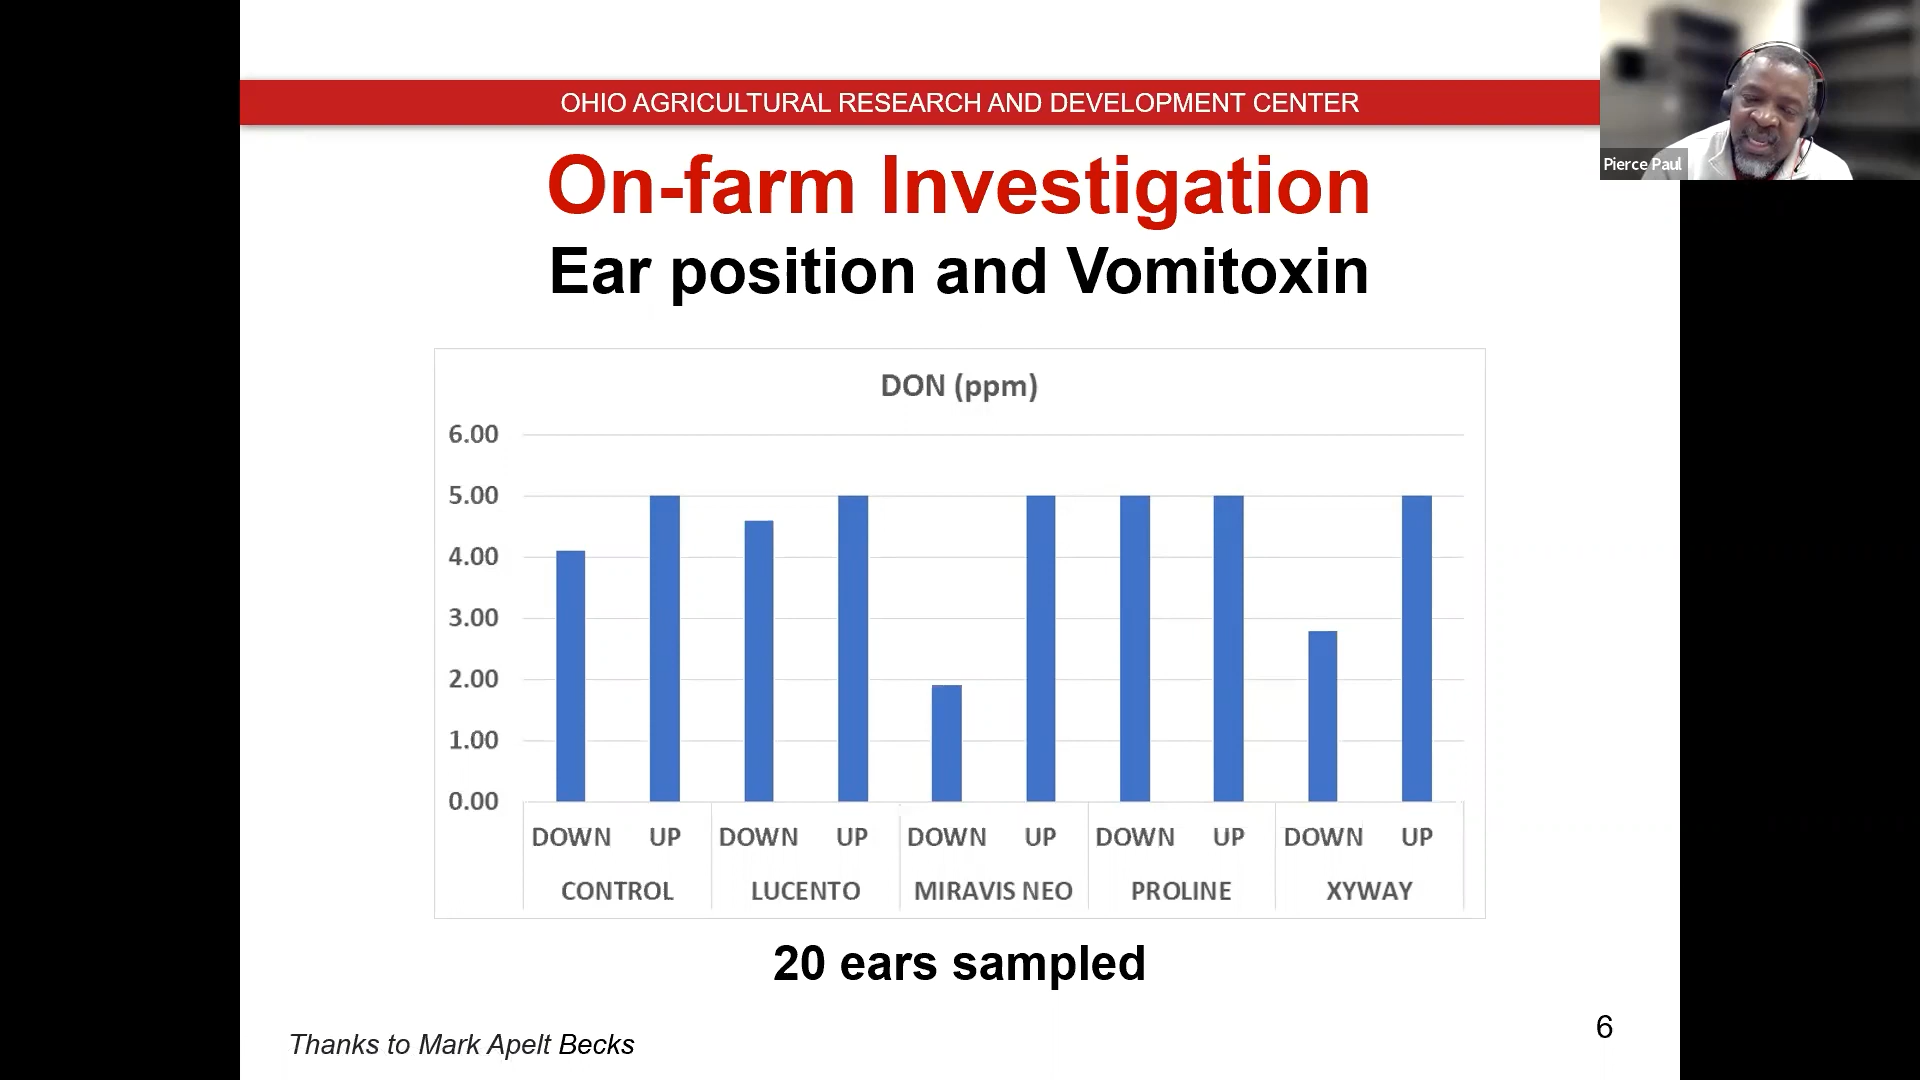 OHIO AGRICULTURAL RESEARCH AND DEVELOPMENT CENTER
Pierce Paul
On-farm Investigation
Ear position and Vomitoxin
DON (ppm)
6.00
5.00
4.00
3.00
2.00
1.00
0.00
DOWN UP DOWN UP DOWN UP DOWN UP DOWN UP
CONTROL LUCENTO MIRAVIS NEO PROLINE XYWAY
20 ears sampled
Thanks to Mark Apelt Becks
6